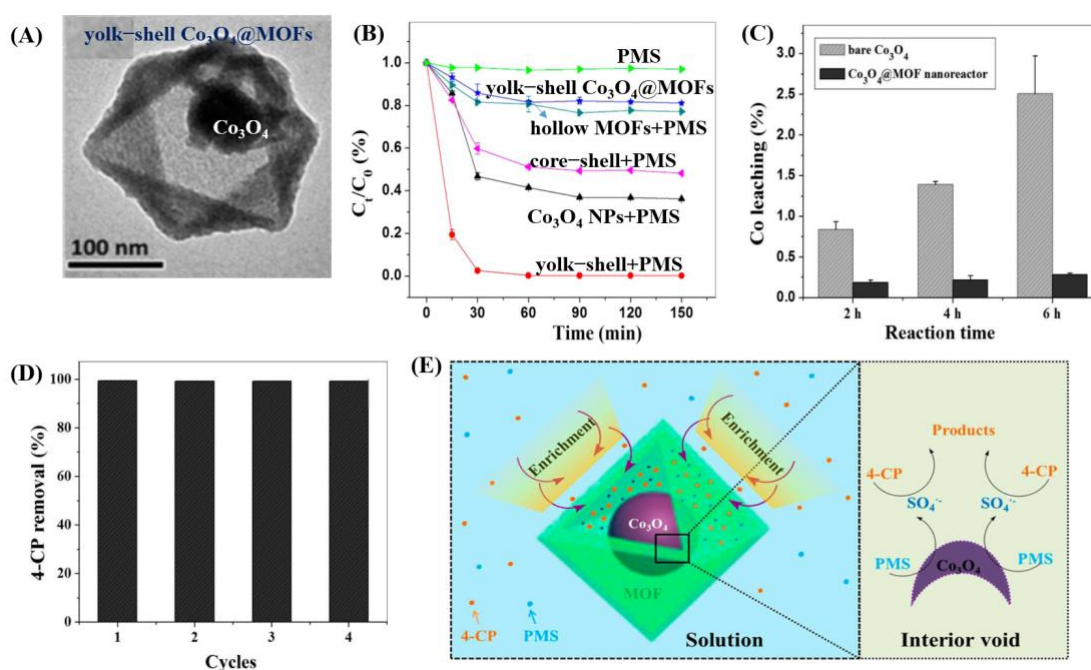 (A)
yolk−shell Co₃O₄@MOFs
Co₃O₄
100 nm
(B)
Cₜ/C₀ (%)
1.0
0.8
0.6
0.4
0.2
0.0
PMS
yolk−shell Co₃O₄@MOFs
hollow MOFs+PMS
core−shell+PMS
Co₃O₄ NPs+PMS
yolk−shell+PMS
0 30 60 90 120 150
Time (min)
(C)
Co leaching (%)
3.0
2.5
2.0
1.5
1.0
0.5
0.0
bare Co₃O₄
Co₃O₄@MOF nanoreactor
2 h 4 h 6 h
Reaction time
(D)
4-CP removal (%)
100
80
60
40
20
0
1 2 3 4
Cycles
(E)
Enrichment
Enrichment
Co₃O₄
MOF
4-CP
PMS
Solution
Products
4-CP
4-CP
SO₄·-
SO₄·-
PMS
PMS
Co₃O₄
Interior void